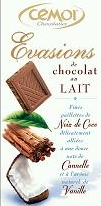 CÉMOI
Chocolatier
Evasions
de
chocolat
au
LAIT
Fines
paillettes de
Noix de Coco
délicatement
alliées
à une douce
note de
Cannelle
et à l'arôme
naturel de
Vanille